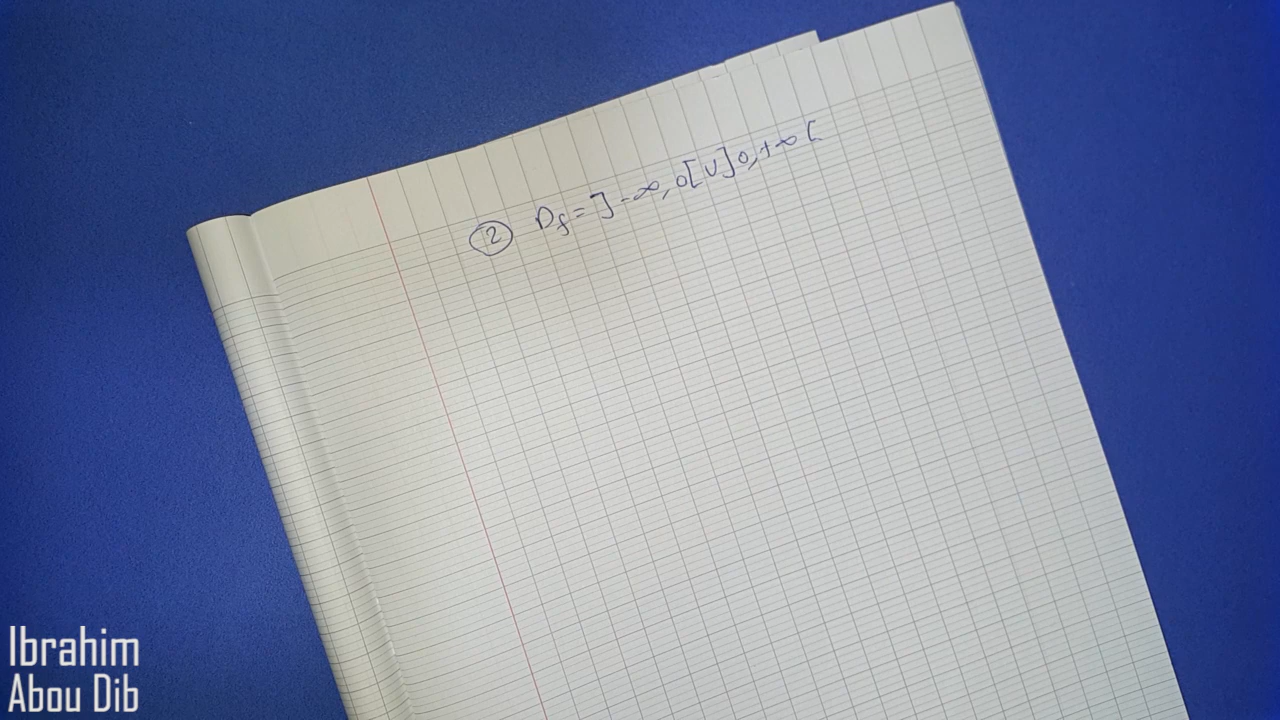 ② Df = ]-∞, 0[ U ]0, +∞ [
Ibrahim
Abou Dib